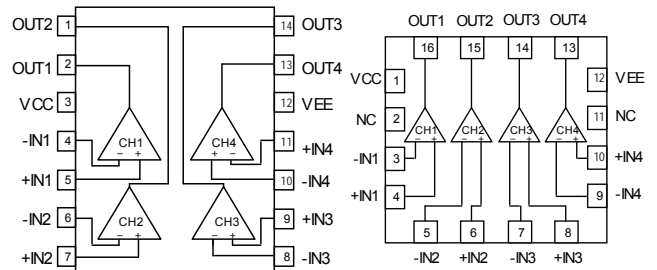 OUT2 1 14 OUT3
OUT1 2 13 OUT4
VCC 3 12 VEE
-IN1 4 CH1 CH4 11 +IN4
− + + −
+IN1 5 10 -IN4
-IN2 6 CH2 CH3 9 +IN3
− + − +
+IN2 7 8 -IN3
OUT1 OUT2 OUT3 OUT4
16 15 14 13
VCC 1 12 VEE
NC 2 11 NC
CH1 CH2 CH3 CH4
− + − + − + − +
-IN1 3 10 +IN4
+IN1 4 9 -IN4
5 6 7 8
-IN2 +IN2 -IN3 +IN3